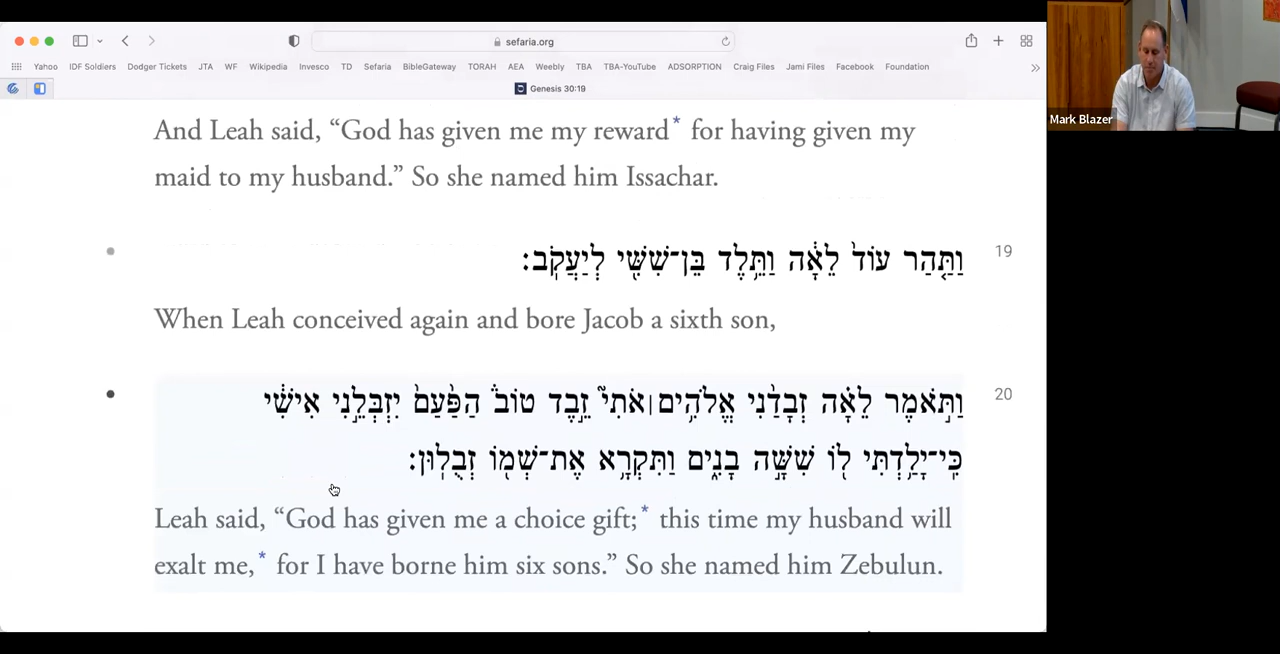 sefaria.org
Yahoo IDF Soldiers Dodger Tickets JTA WF Wikipedia Invesco TD Sefaria BibleGateway TORAH AEA Weebly TBA TBA-YouTube ADSORPTION Craig Files Jami Files Facebook Foundation
Genesis 30:19
Mark Blazer
And Leah said, “God has given me my reward* for having given my
maid to my husband.” So she named him Issachar.
19
וַתַּ֤הַר עוֹד֙ לֵאָ֔ה וַתֵּ֥לֶד בֵּן־שִׁשִּׁ֖י לְיַעֲקֹֽב׃
When Leah conceived again and bore Jacob a sixth son,
20
וַתֹּ֣אמֶר לֵאָ֗ה זְבָדַ֨נִי אֱלֹהִ֥ים ׀ אֹתִי֮ זֵ֣בֶד טוֹב֒ הַפַּ֙עַם֙ יִזְבְּלֵ֣נִי אִישִׁ֔י
כִּֽי־יָלַ֥דְתִּי ל֖וֹ שִׁשָּׁ֣ה בָנִ֑ים וַתִּקְרָ֥א אֶת־שְׁמ֖וֹ זְבֻלֽוּן׃
Leah said, “God has given me a choice gift;* this time my husband will
exalt me,* for I have borne him six sons.” So she named him Zebulun.